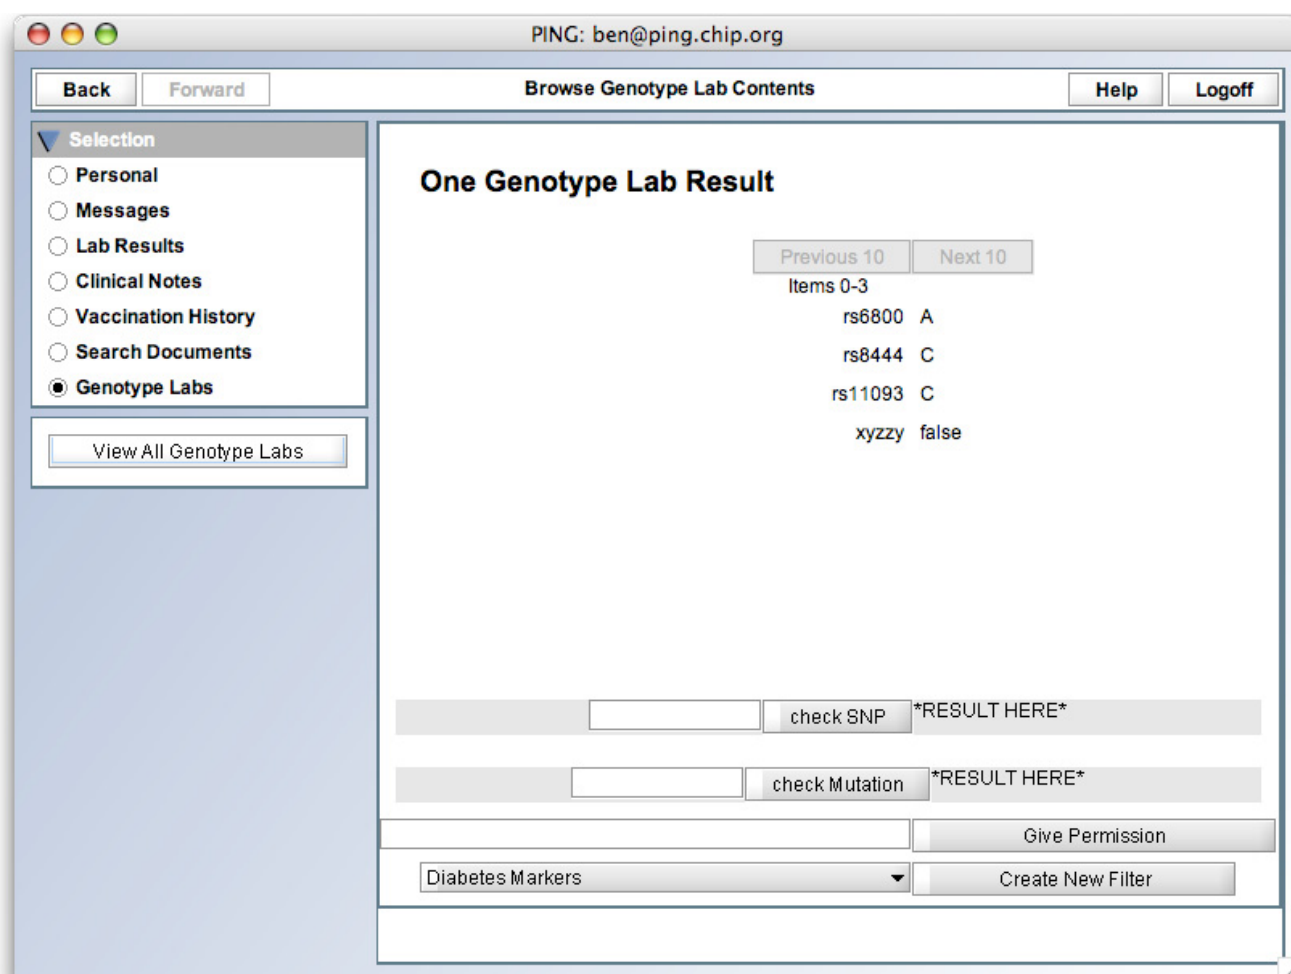 PING: ben@ping.chip.org
Back Forward Browse Genotype Lab Contents Help Logoff
Selection
Personal
Messages
Lab Results
Clinical Notes
Vaccination History
Search Documents
Genotype Labs
View All Genotype Labs
One Genotype Lab Result
Previous 10 Next 10
Items 0-3
rs6800 A
rs8444 C
rs11093 C
xyzzy false
check SNP *RESULT HERE*
check Mutation *RESULT HERE*
Give Permission
Diabetes Markers Create New Filter